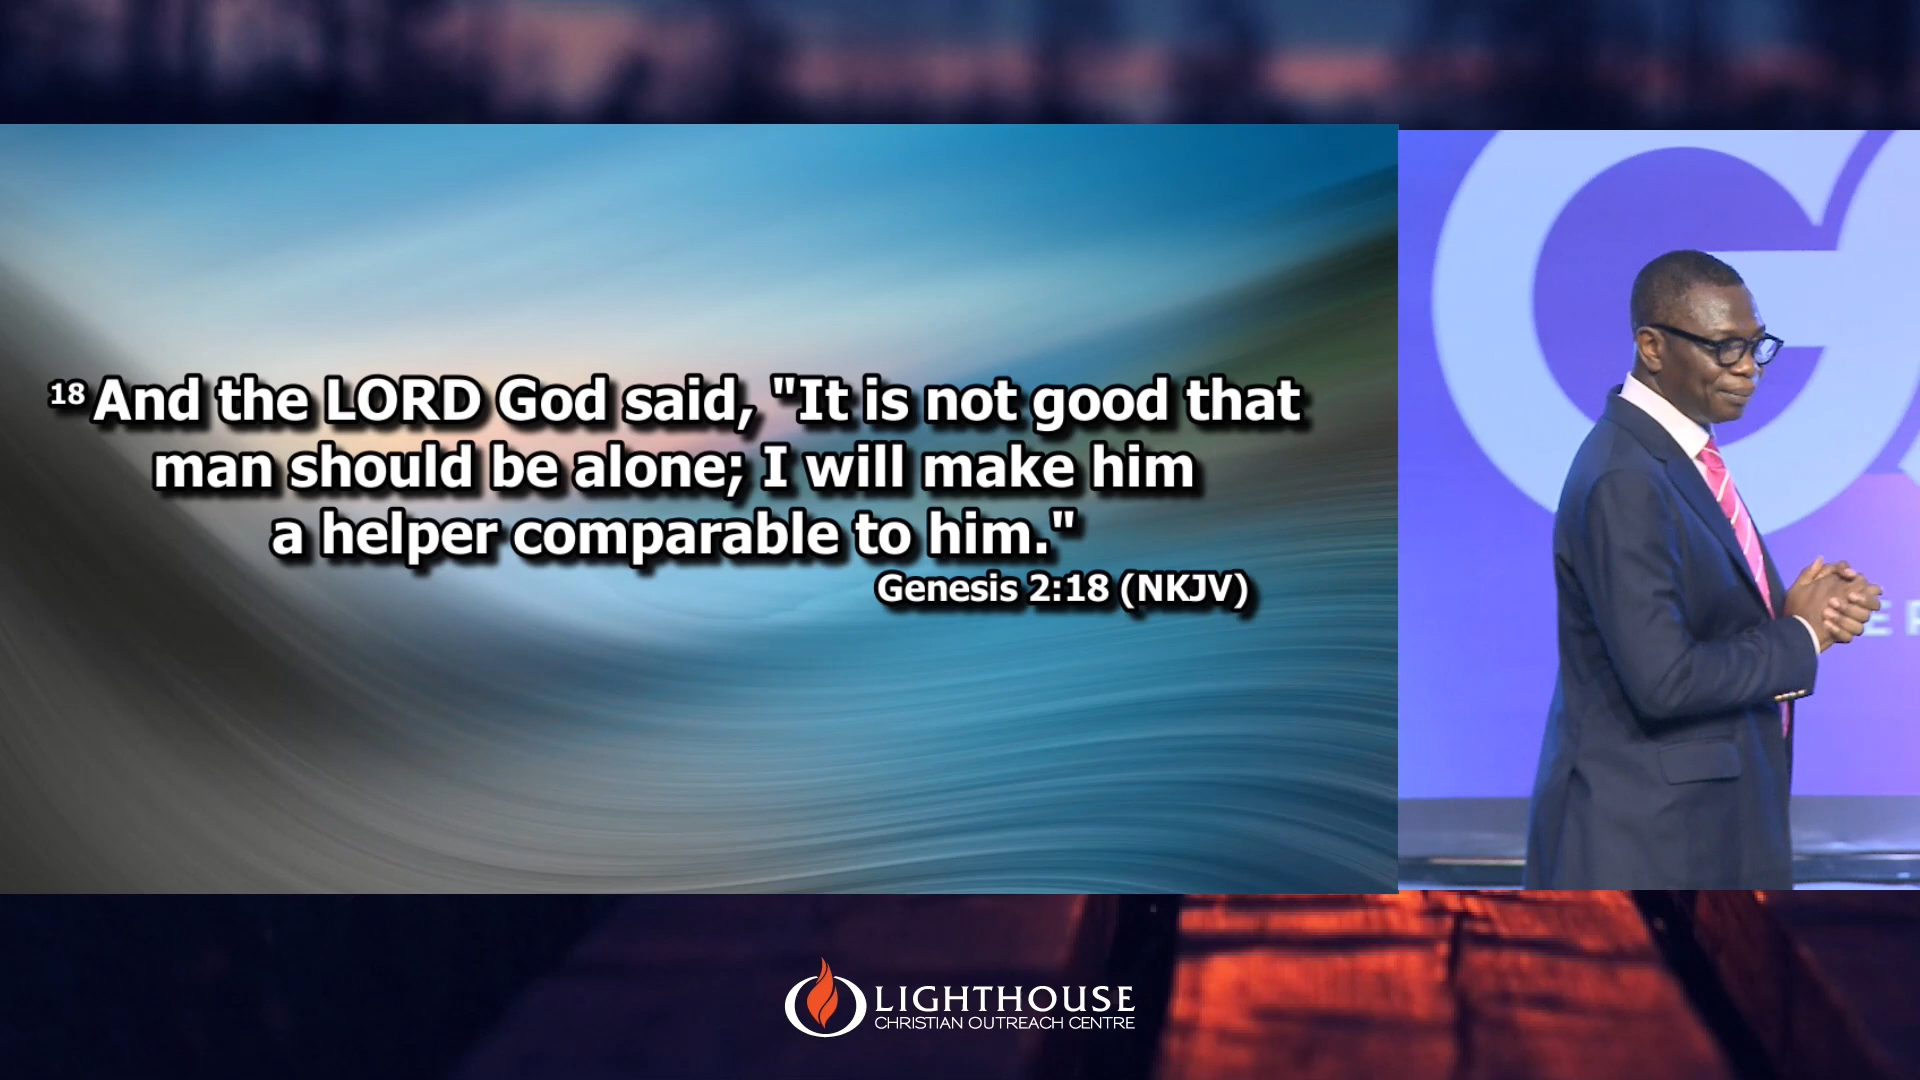 18 And the LORD God said, "It is not good that
man should be alone; I will make him
a helper comparable to him."
Genesis 2:18 (NKJV)
LIGHTHOUSE
CHRISTIAN OUTREACH CENTRE